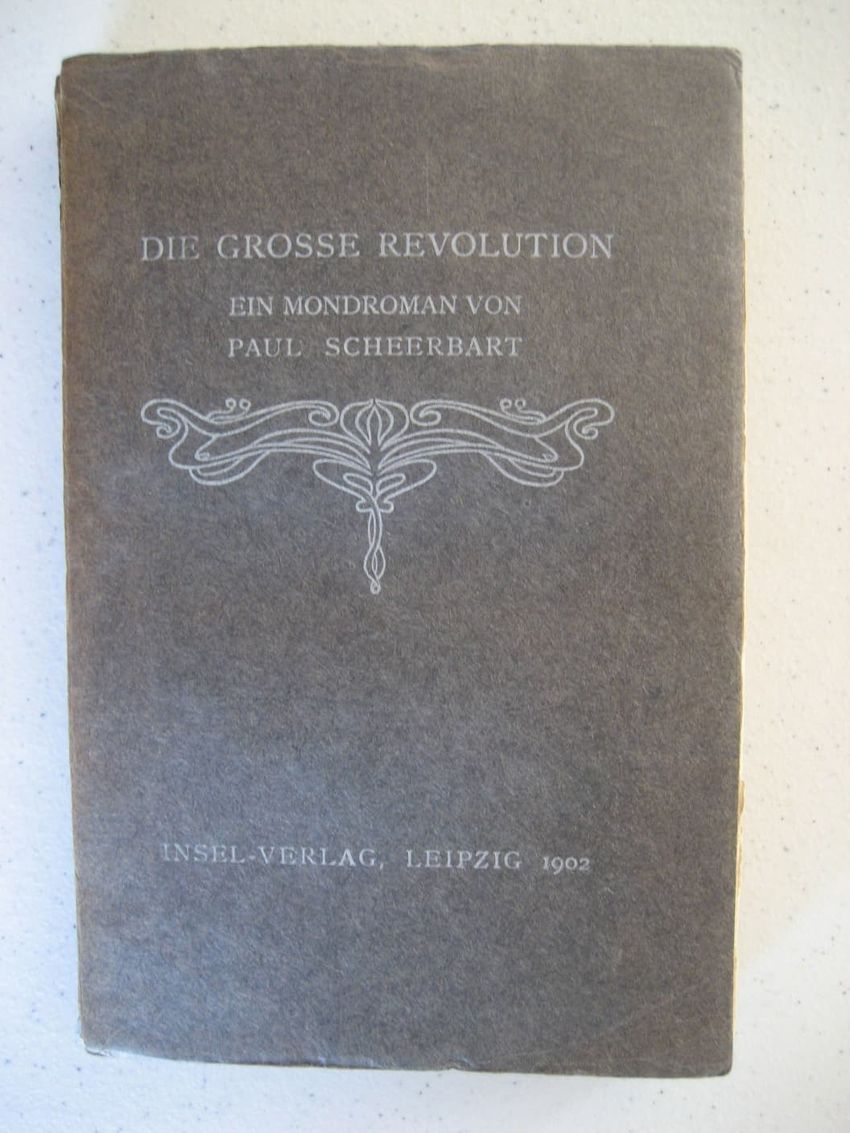 DIE GROSSE REVOLUTION
EIN MONDROMAN VON
PAUL SCHEERBART
INSEL-VERLAG, LEIPZIG 1902